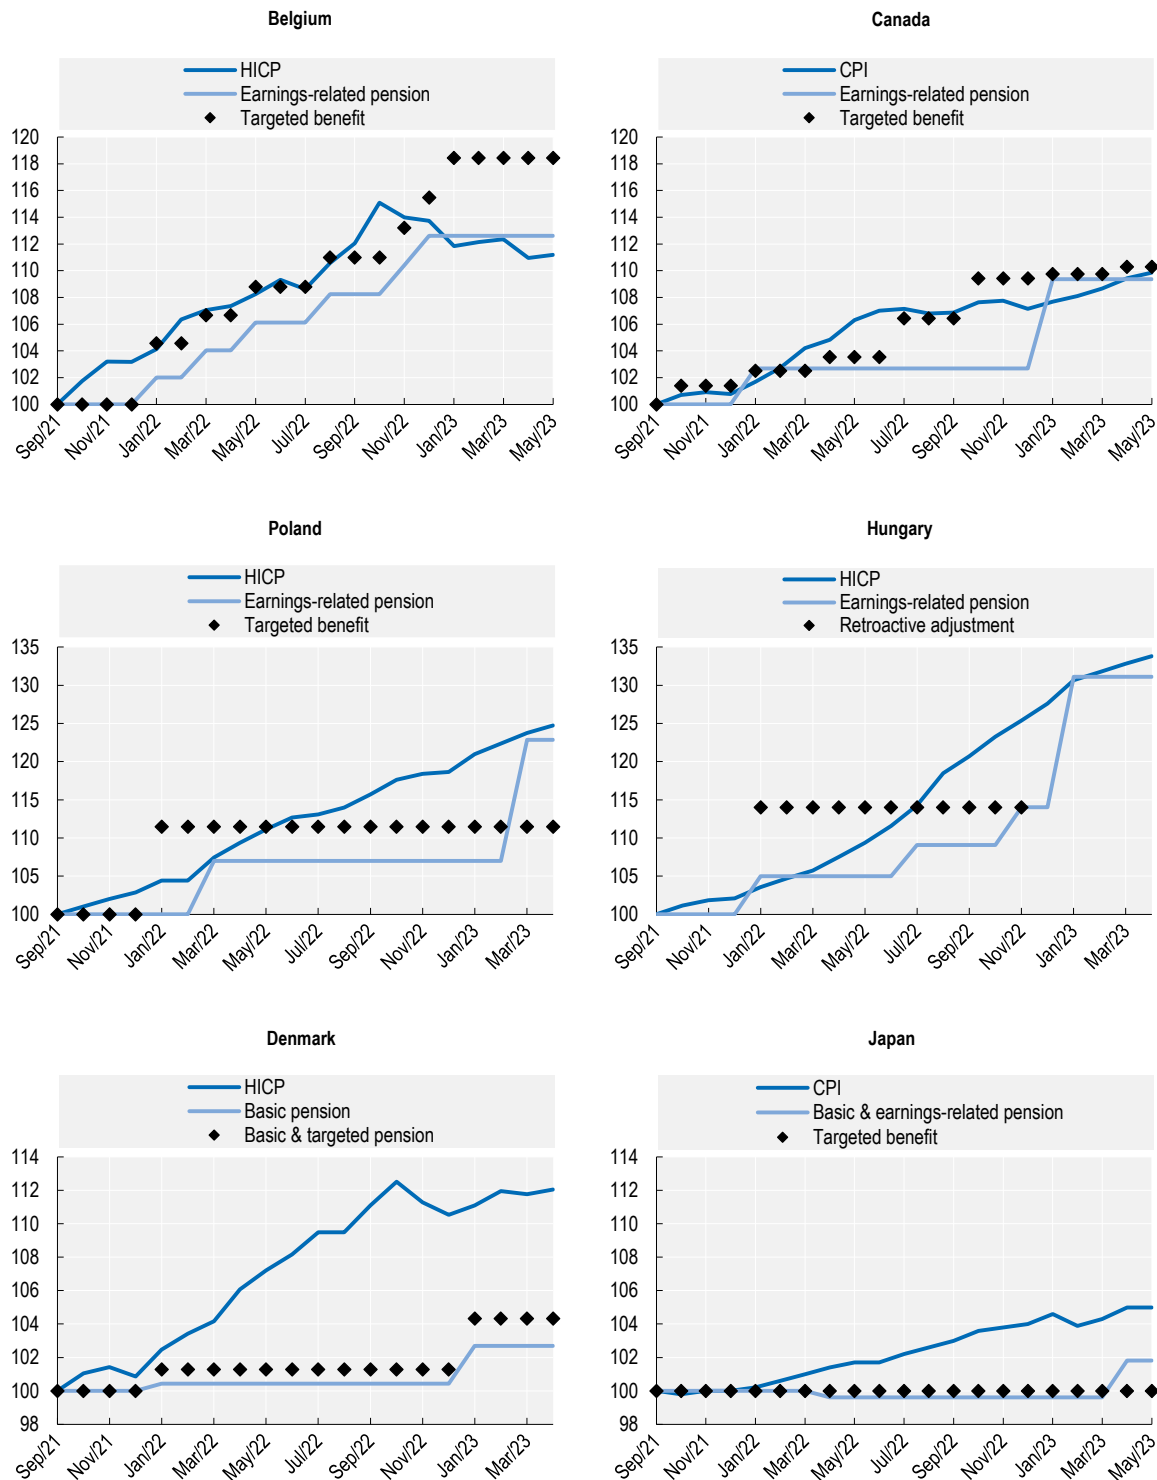 Belgium
HICP
Earnings-related pension
Targeted benefit
120
118
116
114
112
110
108
106
104
102
100
Sep/21
Nov/21
Jan/22
Mar/22
May/22
Jul/22
Sep/22
Nov/22
Jan/23
Mar/23
May/23
Canada
CPI
Earnings-related pension
Targeted benefit
120
118
116
114
112
110
108
106
104
102
100
Sep/21
Nov/21
Jan/22
Mar/22
May/22
Jul/22
Sep/22
Nov/22
Jan/23
Mar/23
May/23
Poland
HICP
Earnings-related pension
Targeted benefit
135
130
125
120
115
110
105
100
Sep/21
Nov/21
Jan/22
Mar/22
May/22
Jul/22
Sep/22
Nov/22
Jan/23
Mar/23
Hungary
HICP
Earnings-related pension
Retroactive adjustment
135
130
125
120
115
110
105
100
Sep/21
Nov/21
Jan/22
Mar/22
May/22
Jul/22
Sep/22
Nov/22
Jan/23
Mar/23
Denmark
HICP
Basic pension
Basic & targeted pension
114
112
110
108
106
104
102
100
98
Sep/21
Nov/21
Jan/22
Mar/22
May/22
Jul/22
Sep/22
Nov/22
Jan/23
Mar/23
Japan
CPI
Basic & earnings-related pension
Targeted benefit
114
112
110
108
106
104
102
100
98
Sep/21
Nov/21
Jan/22
Mar/22
May/22
Jul/22
Sep/22
Nov/22
Jan/23
Mar/23
May/23